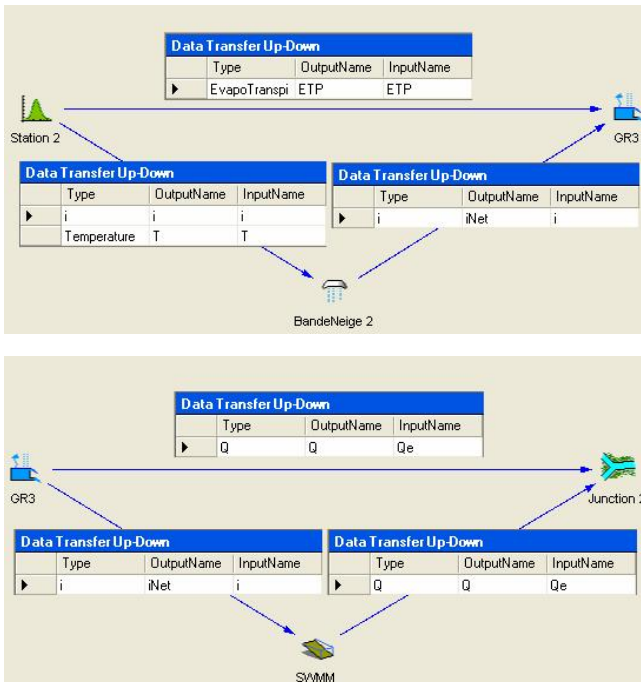 Data Transfer Up-Down
Type OutputName InputName
EvapoTranspi ETP ETP
Station 2
GR3
Data Transfer Up-Down
Type OutputName InputName
i i i
Temperature T T
Data Transfer Up-Down
Type OutputName InputName
i iNet i
BandeNeige 2
Data Transfer Up-Down
Type OutputName InputName
Q Q Qe
GR3
Junction 2
Data Transfer Up-Down
Type OutputName InputName
i iNet i
Data Transfer Up-Down
Type OutputName InputName
Q Q Qe
SWMM